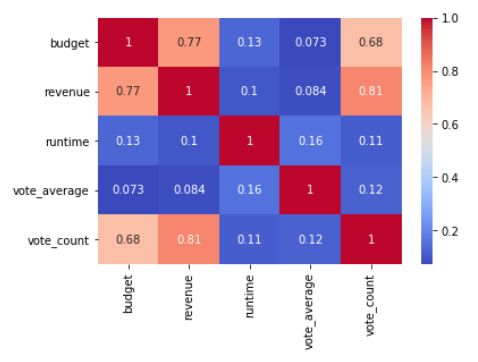 budget 1 0.77 0.13 0.073 0.68
revenue 0.77 1 0.1 0.084 0.81
runtime 0.13 0.1 1 0.16 0.11
vote_average 0.073 0.084 0.16 1 0.12
vote_count 0.68 0.81 0.11 0.12 1
budget
revenue
runtime
vote_average
vote_count
1.0
0.8
0.6
0.4
0.2